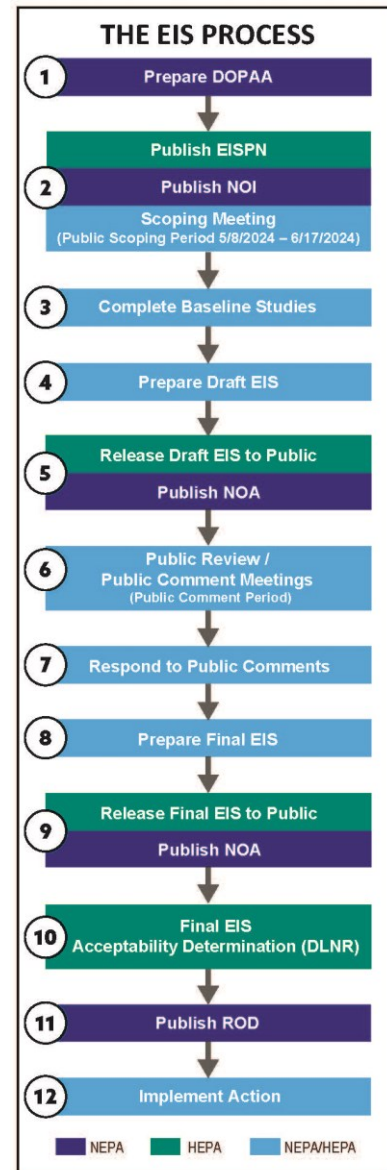 THE EIS PROCESS
1
Prepare DOPAA
Publish EISPN
2
Publish NOI
Scoping Meeting
(Public Scoping Period 5/8/2024 – 6/17/2024)
3
Complete Baseline Studies
4
Prepare Draft EIS
Release Draft EIS to Public
5
Publish NOA
6
Public Review /
Public Comment Meetings
(Public Comment Period)
7
Respond to Public Comments
8
Prepare Final EIS
Release Final EIS to Public
9
Publish NOA
10
Final EIS
Acceptability Determination (DLNR)
11
Publish ROD
12
Implement Action
NEPA
HEPA
NEPA/HEPA